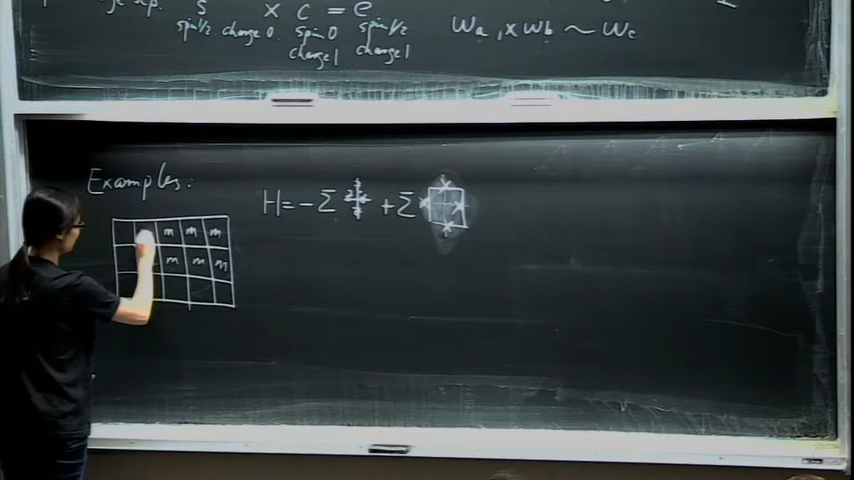 s × c = e
spin 1/2 spin 0 spin 1/2
charge 0 charge 1 charge 1
Wa, × Wb ~ Wc
Examples:
H = - Σ + Σ
m m m
m m m